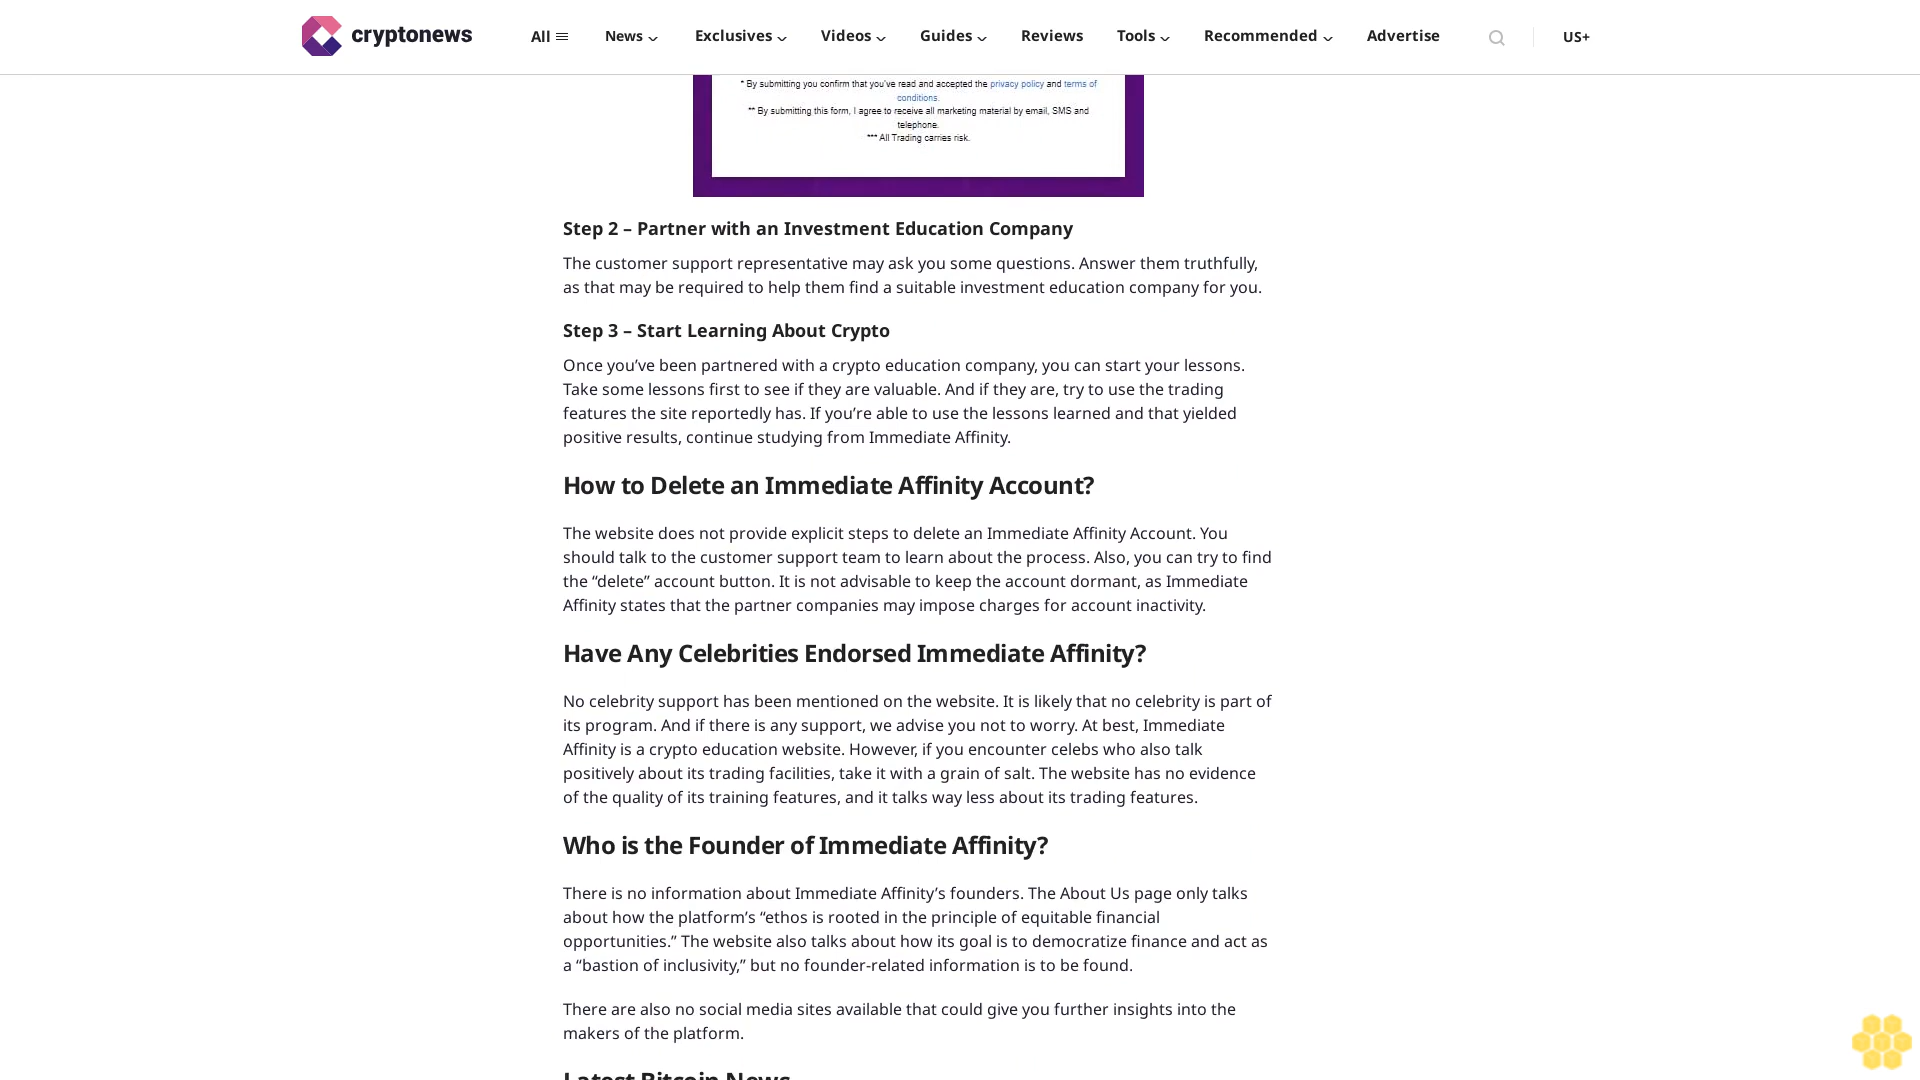 cryptonews
All
News
Exclusives
Videos
Guides
Reviews
Tools
Recommended
Advertise
US+
* By submitting you confirm that you've read and accepted the privacy policy and terms of
conditions.
** By submitting this form, I agree to receive all marketing material by email, SMS and
telephone.
*** All Trading carries risk.
Step 2 – Partner with an Investment Education Company
The customer support representative may ask you some questions. Answer them truthfully,
as that may be required to help them find a suitable investment education company for you.
Step 3 – Start Learning About Crypto
Once you’ve been partnered with a crypto education company, you can start your lessons.
Take some lessons first to see if they are valuable. And if they are, try to use the trading
features the site reportedly has. If you’re able to use the lessons learned and that yielded
positive results, continue studying from Immediate Affinity.
How to Delete an Immediate Affinity Account?
The website does not provide explicit steps to delete an Immediate Affinity Account. You
should talk to the customer support team to learn about the process. Also, you can try to find
the “delete” account button. It is not advisable to keep the account dormant, as Immediate
Affinity states that the partner companies may impose charges for account inactivity.
Have Any Celebrities Endorsed Immediate Affinity?
No celebrity support has been mentioned on the website. It is likely that no celebrity is part of
its program. And if there is any support, we advise you not to worry. At best, Immediate
Affinity is a crypto education website. However, if you encounter celebs who also talk
positively about its trading facilities, take it with a grain of salt. The website has no evidence
of the quality of its training features, and it talks way less about its trading features.
Who is the Founder of Immediate Affinity?
There is no information about Immediate Affinity’s founders. The About Us page only talks
about how the platform’s “ethos is rooted in the principle of equitable financial
opportunities.” The website also talks about how its goal is to democratize finance and act as
a “bastion of inclusivity,” but no founder-related information is to be found.
There are also no social media sites available that could give you further insights into the
makers of the platform.
Latest Bitcoin News